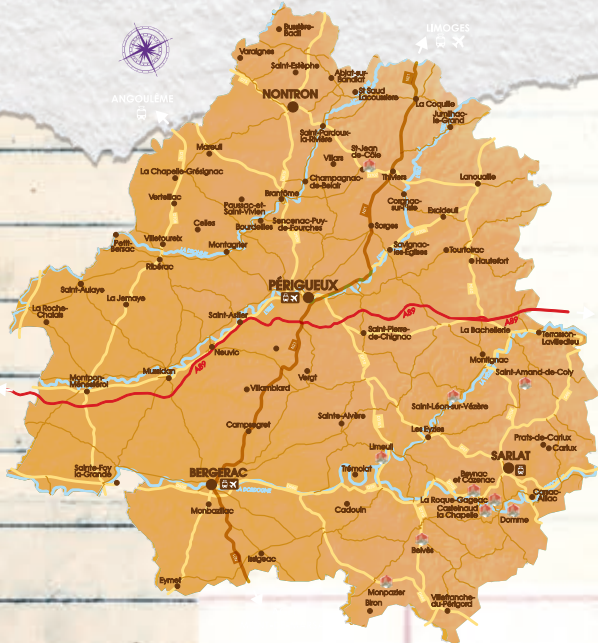 LIMOGES
Bussière-
Badil
Varaignes
Saint-Estèphe
Abjat-sur-
Bandiat
St Saud
Lacoussière
NONTRON
La Coquille
Jumilhac-
le-Grand
ANGOULÊME
Saint-Pardoux-
la-Rivière
Mareuil
Villars
St-Jean
de-Côle
La Chapelle-Grésignac
Champagnac-
de-Belair
Thiviers
Lanouaille
Verteillac
Paussac-et-
Saint-Vivien
Brantôme
Corgnac-
sur-l'Isle
Excideuil
Celles
Bourdeilles
Sencenac-Puy-
de-Fourches
Sorges
Petit-
Bersac
Villetoureix
Montagrier
Savignac-
les-Eglises
Tourtoirac
Ribérac
Hautefort
Saint-Aulaye
PÉRIGUEUX
La Roche-
Chalais
La Jemaye
Saint-Astier
A89
A89
Saint-Pierre-
de-Chignac
La Bachellerie
Terrasson-
Lavilledieu
Neuvic
Montignac
A89
Mussidan
Vergt
Saint-Amand-de-Coly
Montpon-
Ménestérol
Villamblard
Saint-Léon-sur-Vézère
Sainte-Alvère
Campsegret
Les Eyzies
Prats-de-Carlux
Carlux
Limeuil
SARLAT
Sainte-Foy
la-Grande
BERGERAC
Trémolat
Beynac
et Cazenac
Monbazillac
Cadouin
La Roque-Gageac
Castelnaud
la Chapelle
Domme
Belvès
Issigeac
Eymet
Monpazier
Biron
Villefranche-
du-Périgord